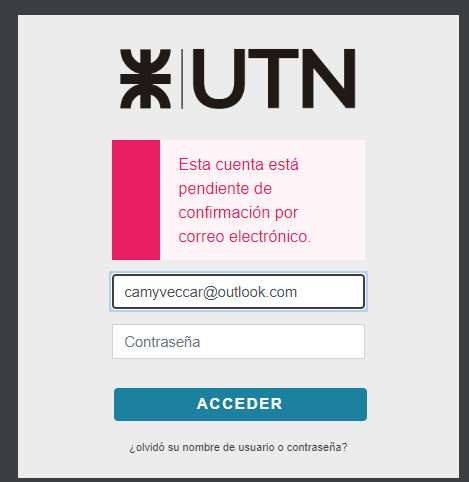 UTN
Esta cuenta está
pendiente de
confirmación por
correo electrónico.
camyveccar@outlook.com
Contraseña
ACCEDER
¿olvidó su nombre de usuario o contraseña?